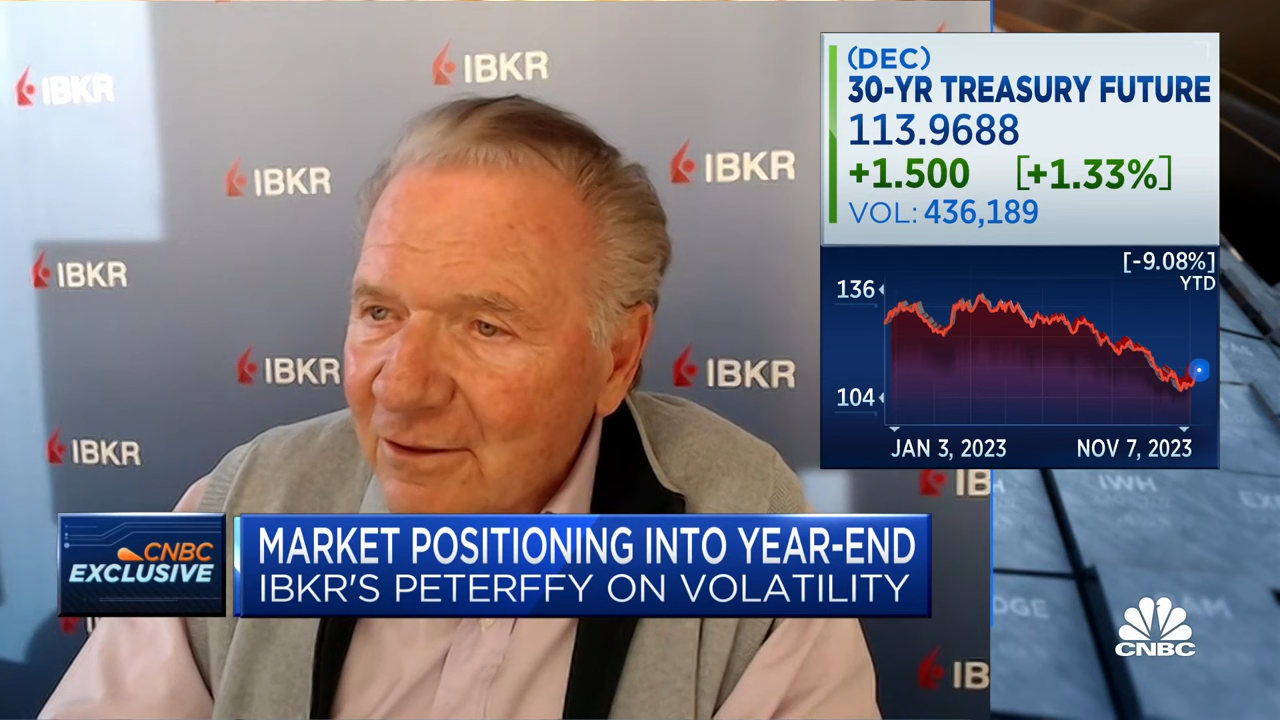 IBKR
IBKR
IBKR
IBKR
IBKR
IBKR
IBKR
IBKR
IB
IB
(DEC)
30-YR TREASURY FUTURE
113.9688
+1.500 [+1.33%]
VOL: 436,189
[-9.08%]
YTD
136
104
JAN 3, 2023 NOV 7, 2023
CNBC
EXCLUSIVE
MARKET POSITIONING INTO YEAR-END
IBKR'S PETERFFY ON VOLATILITY
IWH
CNBC